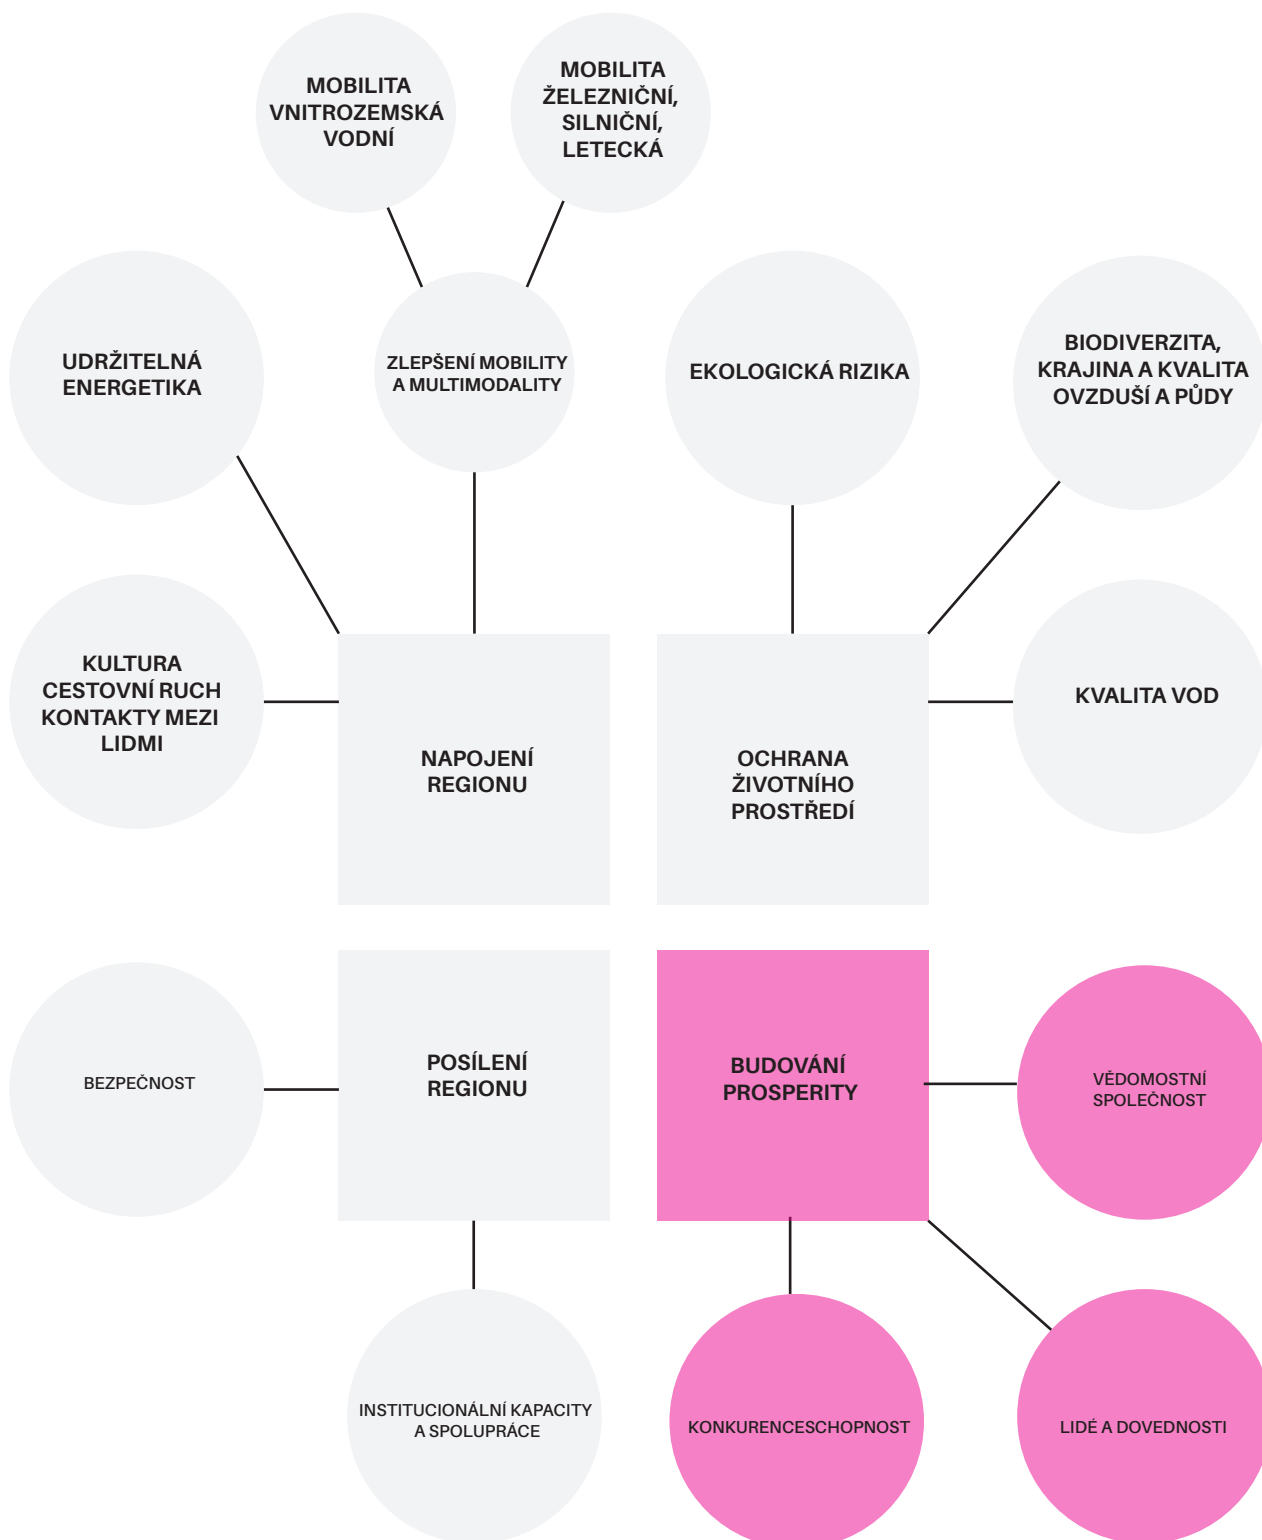 MOBILITA
VNITROZEMSKÁ
VODNÍ
MOBILITA
ŽELEZNIČNÍ,
SILNIČNÍ,
LETECKÁ
UDRŽITELNÁ
ENERGETIKA
ZLEPŠENÍ MOBILITY
A MULTIMODALITY
EKOLOGICKÁ RIZIKA
BIODIVERZITA,
KRAJINA A KVALITA
OVZDUŠÍ A PŮDY
KULTURA
CESTOVNÍ RUCH
KONTAKTY MEZI
LIDMI
NAPOJENÍ
REGIONU
OCHRANA
ŽIVOTNÍHO
PROSTŘEDÍ
KVALITA VOD
BEZPEČNOST
POSÍLENÍ
REGIONU
BUDOVÁNÍ
PROSPERITY
VĚDOMOSTNÍ
SPOLEČNOST
INSTITUCIONÁLNÍ KAPACITY
A SPOLUPRÁCE
KONKURENCESCHOPNOST
LIDÉ A DOVEDNOSTI